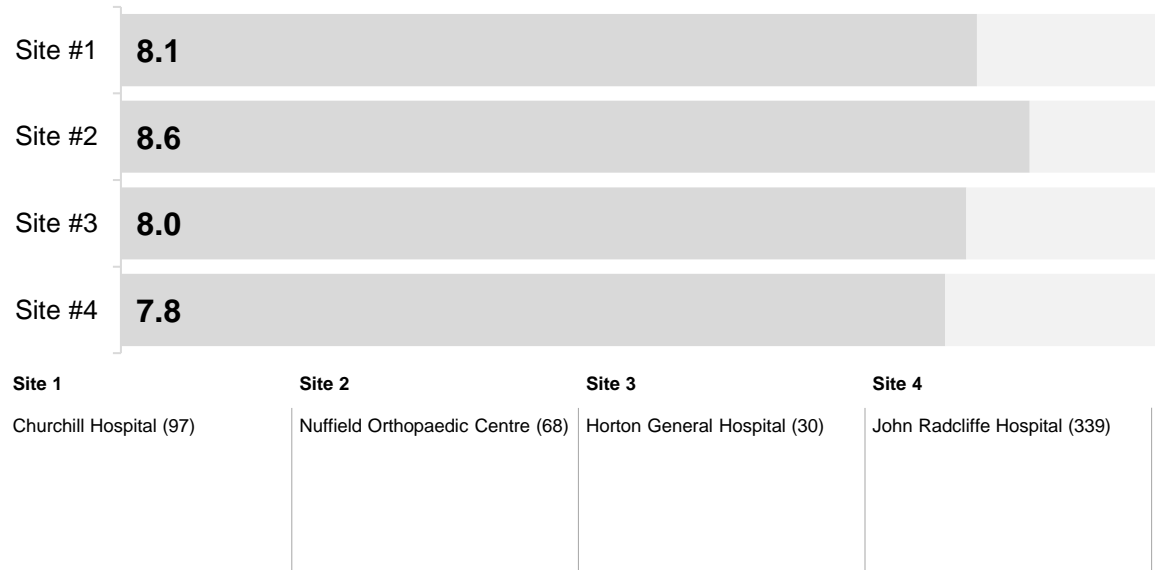 Site #1 8.1
Site #2 8.6
Site #3 8.0
Site #4 7.8
Site 1 Site 2 Site 3 Site 4
Churchill Hospital (97) Nuffield Orthopaedic Centre (68) Horton General Hospital (30) John Radcliffe Hospital (339)